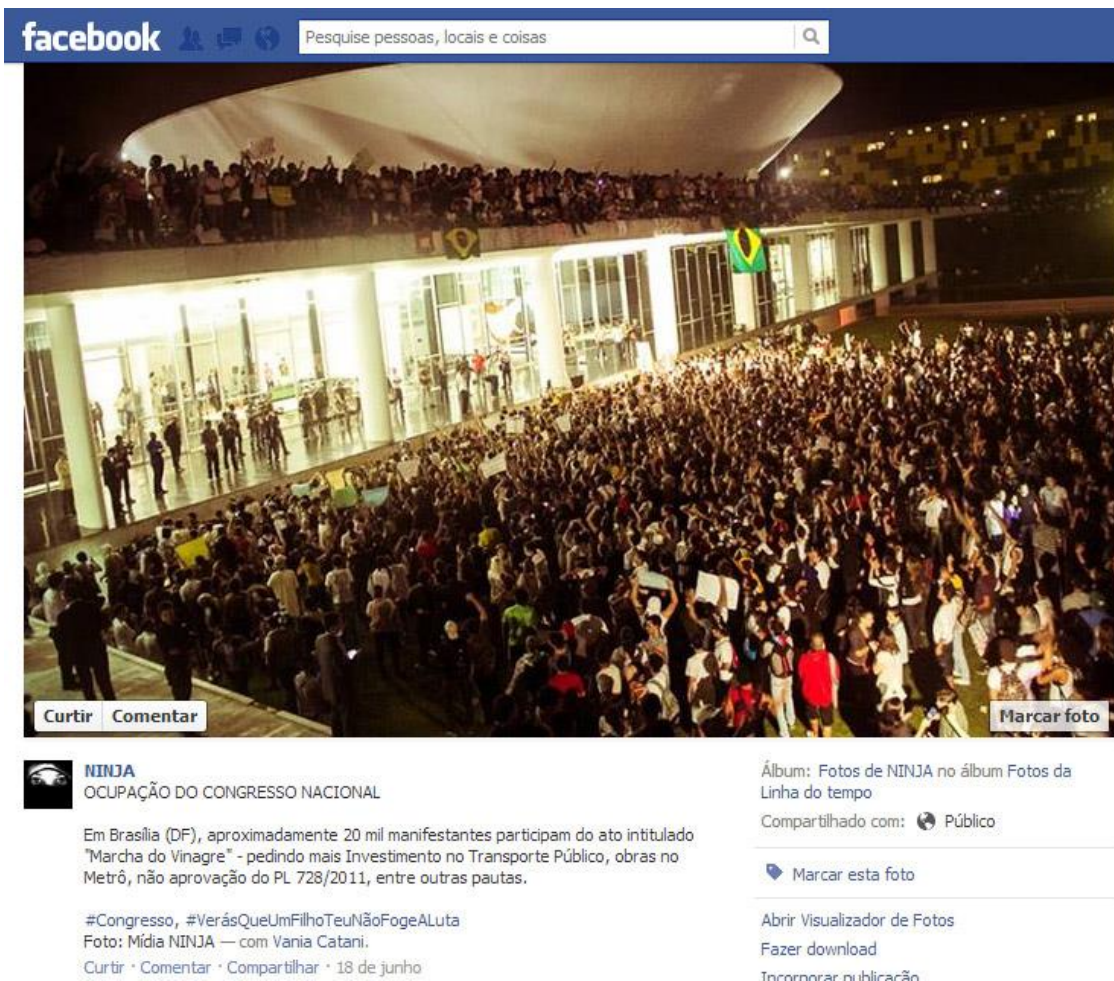 facebook
Pesquise pessoas, locais e coisas
Curtir Comentar
Marcar foto
NINJA
OCUPAÇÃO DO CONGRESSO NACIONAL
Em Brasília (DF), aproximadamente 20 mil manifestantes participam do ato intitulado
"Marcha do Vinagre" - pedindo mais Investimento no Transporte Público, obras no
Metrô, não aprovação do PL 728/2011, entre outras pautas.
#Congresso, #VerásQueUmFilhoTeuNãoFogeALuta
Foto: Mídia NINJA — com Vania Catani.
Curtir · Comentar · Compartilhar · 18 de junho
Álbum: Fotos de NINJA no álbum Fotos da
Linha do tempo
Compartilhado com: Público
Marcar esta foto
Abrir Visualizador de Fotos
Fazer download
Incorporar publicação